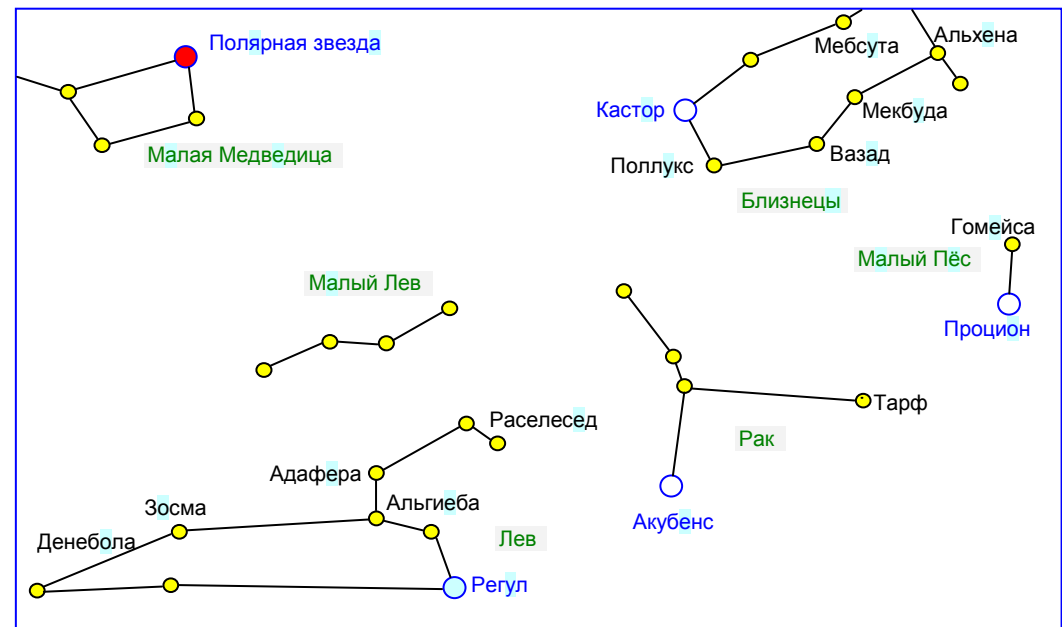 Полярная звезда
Мебсута
Альхена
Кастор
Мекбуда
Малая Медведица
Поллукс
Вазад
Близнецы
Гомейса
Малый Пёс
Малый Лев
Процион
Раселесед
Тарф
Рак
Адафера
Зосма
Альгиеба
Акубенс
Денебола
Лев
Регул